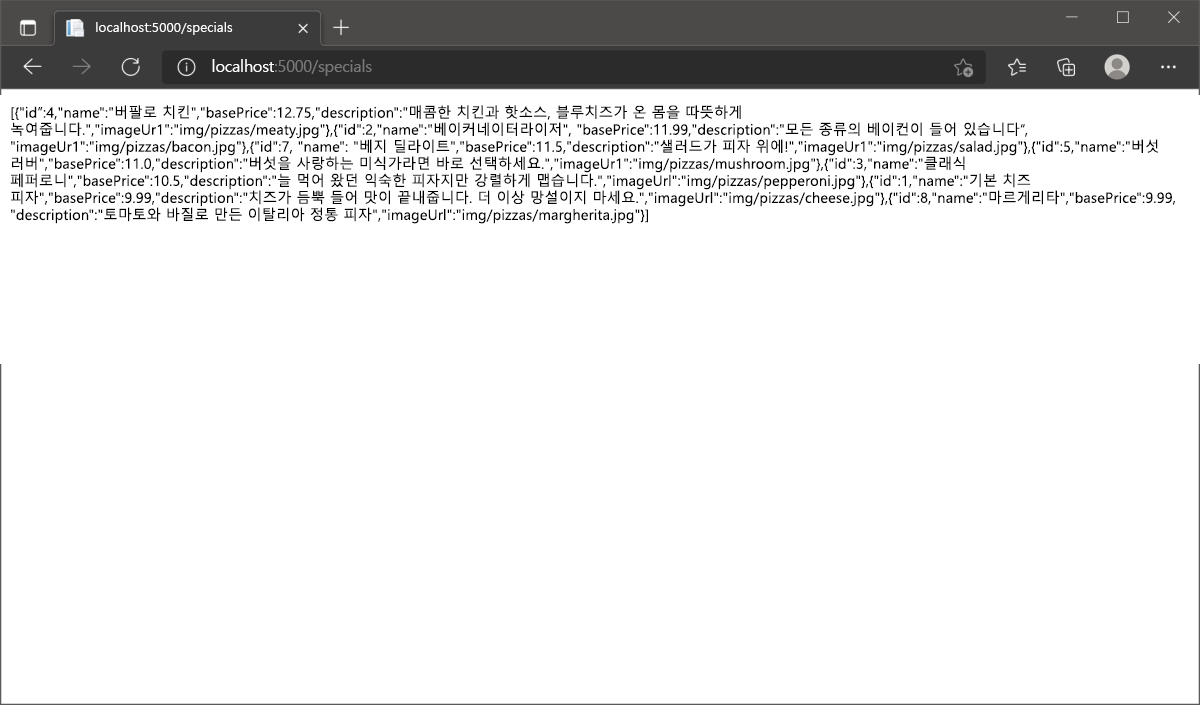 localhost:5000/specials
localhost:5000/specials
[{"id":4,"name":"버팔로 치킨","basePrice":12.75,"description":"매콤한 치킨과 핫소스, 블루치즈가 온 몸을 따뜻하게
녹여줍니다.","imageUr1":"img/pizzas/meaty.jpg"},{"id":2,"name":"베이커네이터라이저", "basePrice":11.99,"description":"모든 종류의 베이컨이 들어 있습니다",
"imageUr1":"img/pizzas/bacon.jpg"},{"id":7, "name": "베지 딜라이트","basePrice":11.5,"description":"샐러드가 피자 위에!","imageUr1":"img/pizzas/salad.jpg"},{"id":5,"name":"버섯
러버","basePrice":11.0,"description":"버섯을 사랑하는 미식가라면 바로 선택하세요.","imageUr1":"img/pizzas/mushroom.jpg"},{"id":3,"name":"클래식
페퍼로니","basePrice":10.5,"description":"늘 먹어 왔던 익숙한 피자지만 강렬하게 맵습니다.","imageUrl":"img/pizzas/pepperoni.jpg"},{"id":1,"name":"기본 치즈
피자":9.99,"description":"치즈가 듬뿍 들어 맛이 끝내줍니다. 더 이상 망설이지 마세요.","imageUrl":"img/pizzas/cheese.jpg"},{"id":8,"name":"마르게리타","basePrice":9.99,
"description":"토마토와 바질로 만든 이탈리아 정통 피자","imageUrl":"img/pizzas/margherita.jpg"}]